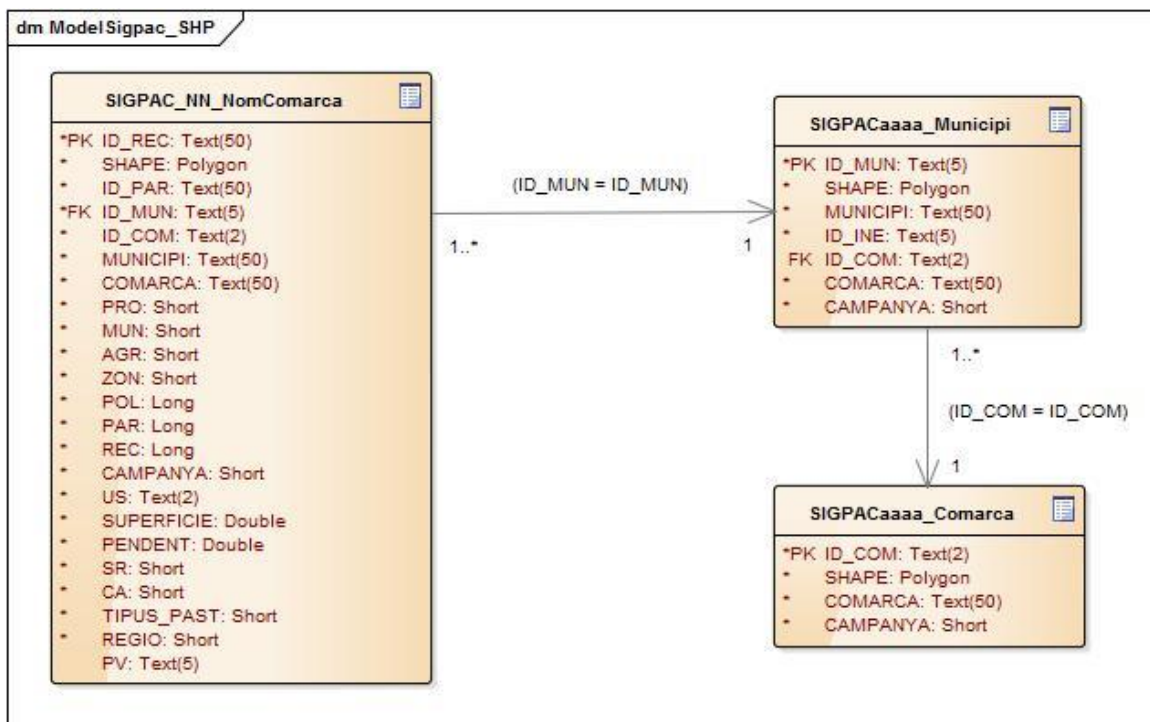 dm ModelSigpac_SHP
SIGPAC_NN_NomComarca
*PK ID_REC: Text(50)
* SHAPE: Polygon
* ID_PAR: Text(50)
*FK ID_MUN: Text(5)
* ID_COM: Text(2)
* MUNICIPI: Text(50)
* COMARCA: Text(50)
* PRO: Short
* MUN: Short
* AGR: Short
* ZON: Short
* POL: Long
* PAR: Long
* REC: Long
* CAMPANYA: Short
* US: Text(2)
* SUPERFICIE: Double
* PENDENT: Double
* SR: Short
* CA: Short
* TIPUS_PAST: Short
* REGIO: Short
PV: Text(5)
(ID_MUN = ID_MUN)
1..*
1
SIGPACaaaa_Municipi
*PK ID_MUN: Text(5)
* SHAPE: Polygon
* MUNICIPI: Text(50)
* ID_INE: Text(5)
FK ID_COM: Text(2)
* COMARCA: Text(50)
* CAMPANYA: Short
1..*
(ID_COM = ID_COM)
1
SIGPACaaaa_Comarca
*PK ID_COM: Text(2)
* SHAPE: Polygon
* COMARCA: Text(50)
* CAMPANYA: Short